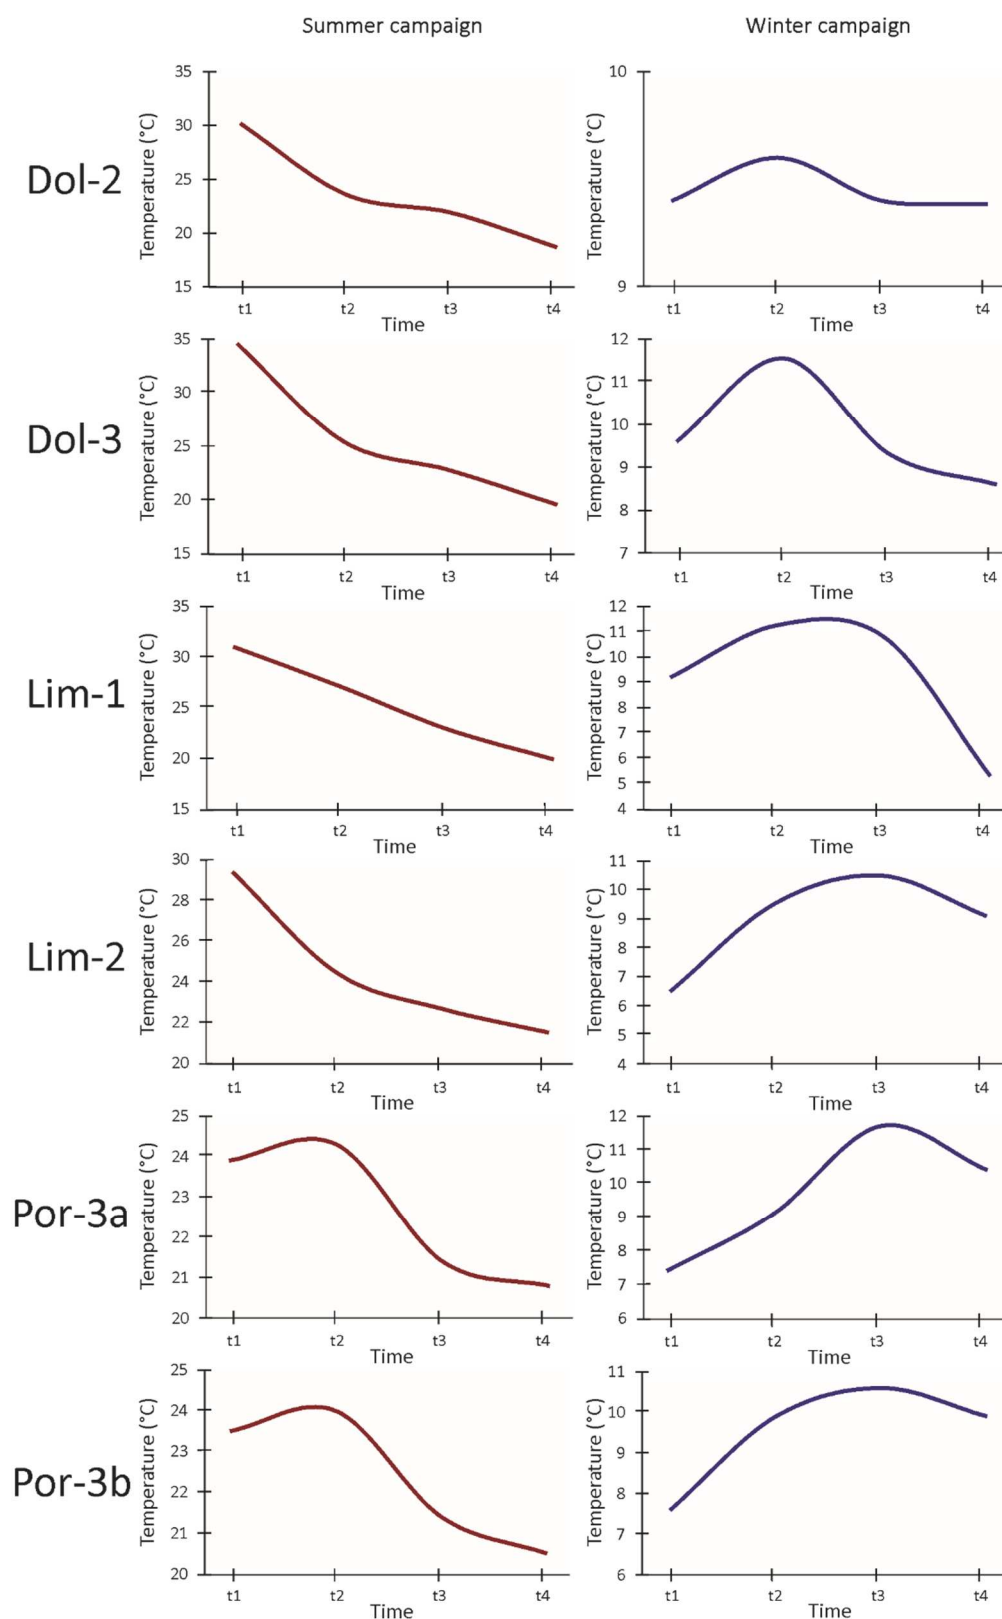 Summer campaign
Winter campaign
Dol-2
Temperature (°C)
35
30
25
20
15
t1 t2 t3 t4
Time
Temperature (°C)
10
9
t1 t2 t3 t4
Time
Dol-3
Temperature (°C)
35
30
25
20
15
t1 t2 t3 t4
Time
Temperature (°C)
12
11
10
9
8
7
t1 t2 t3 t4
Time
Lim-1
Temperature (°C)
35
30
25
20
15
t1 t2 t3 t4
Time
Temperature (°C)
12
11
10
9
8
7
6
5
4
t1 t2 t3 t4
Time
Lim-2
Temperature (°C)
30
28
26
24
22
20
t1 t2 t3 t4
Time
Temperature (°C)
11
10
9
8
7
6
5
4
t1 t2 t3 t4
Time
Por-3a
Temperature (°C)
25
24
23
22
21
20
t1 t2 t3 t4
Time
Temperature (°C)
12
11
10
9
8
7
6
t1 t2 t3 t4
Time
Por-3b
Temperature (°C)
25
24
23
22
21
20
t1 t2 t3 t4
Time
Temperature (°C)
11
10
9
8
7
6
t1 t2 t3 t4
Time